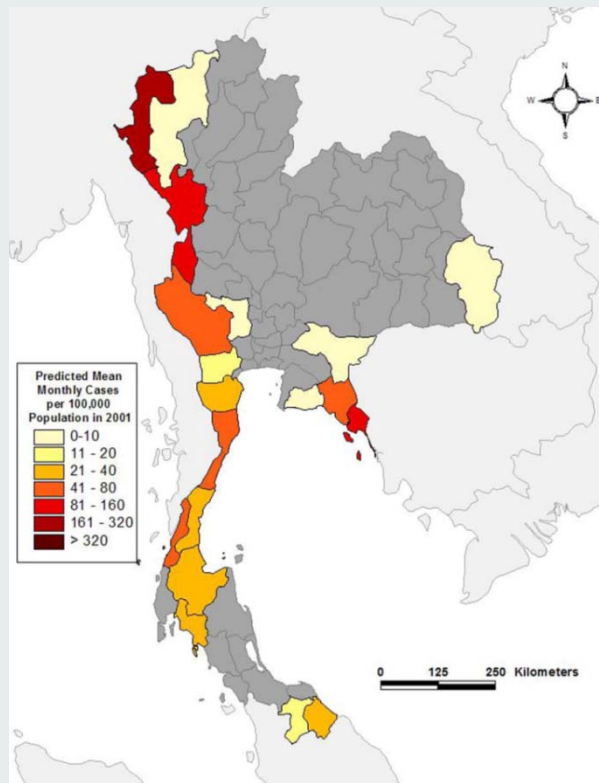 N
W E
S
Predicted Mean
Monthly Cases
per 100,000
Population in 2001
0-10
11 - 20
21 - 40
41 - 80
81 - 160
161 - 320
> 320
0 125 250 Kilometers